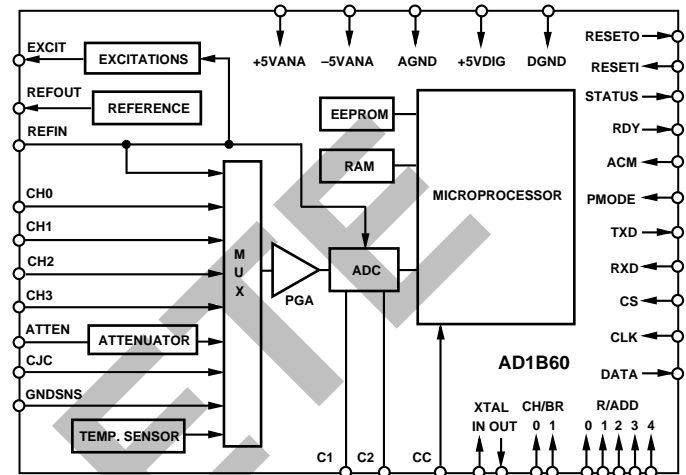 EXCIT
EXCITATIONS
REFOUT
REFERENCE
REFIN
+5VANA
–5VANA
AGND
+5VDIG
DGND
RESETO
RESETI
STATUS
RDY
ACM
PMODE
TXD
RXD
CS
CLK
DATA
EEPROM
RAM
MICROPROCESSOR
CH0
CH1
CH2
CH3
ATTEN
ATTENUATOR
CJC
GNDSNS
TEMP. SENSOR
M
U
X
PGA
ADC
AD1B60
C1
C2
CC
XTAL
IN OUT
CH/BR
0 1
R/ADD
0 1 2 3 4
ETE